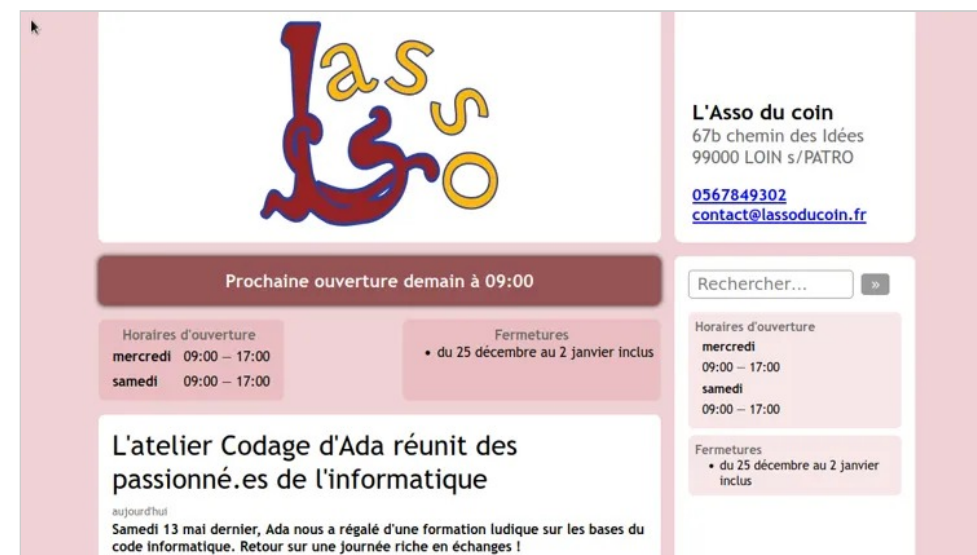 Lasso
L'Asso du coin
67b chemin des Idées
99000 LOIN s/PATRO
0567849302
contact@lassoducoin.fr
Prochaine ouverture demain à 09:00
Horaires d'ouverture
mercredi 09:00 — 17:00
samedi 09:00 — 17:00
Fermetures
• du 25 décembre au 2 janvier inclus
L'atelier Codage d'Ada réunit des
passionné.es de l'informatique
aujourd'hui
Samedi 13 mai dernier, Ada nous a régalé d'une formation ludique sur les bases du
code informatique. Retour sur une journée riche en échanges !
Rechercher...
»
Horaires d'ouverture
mercredi
09:00 — 17:00
samedi
09:00 — 17:00
Fermetures
• du 25 décembre au 2 janvier
inclus